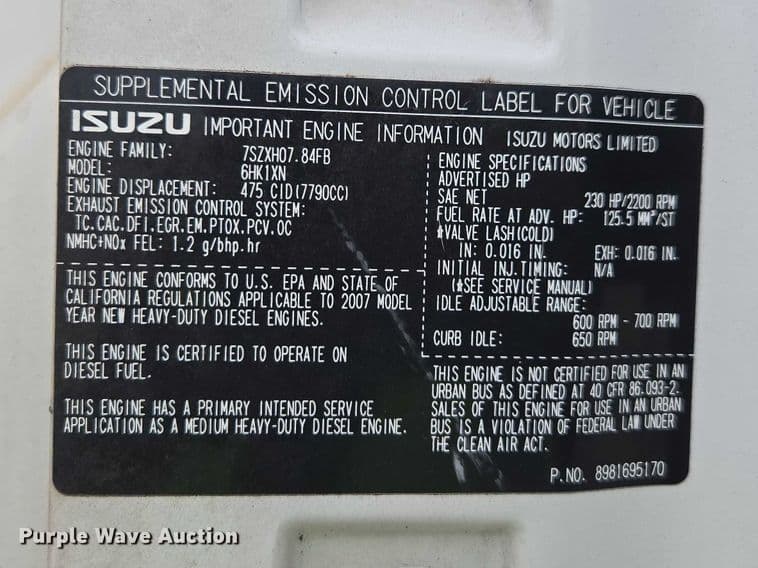 SUPPLEMENTAL EMISSION CONTROL LABEL FOR VEHICLE
ISUZU IMPORTANT ENGINE INFORMATION ISUZU MOTORS LIMITED
ENGINE FAMILY: 7SZXH07.84FB
MODEL: 6HK1XN
ENGINE DISPLACEMENT: 475 CID(7790CC)
EXHAUST EMISSION CONTROL SYSTEM:
TC.CAC.DFI.EGR.EM.PTOX.PCV.OC
NMHC+NOx FEL: 1.2 g/bhp.hr
THIS ENGINE CONFORMS TO U.S. EPA AND STATE OF
CALIFORNIA REGULATIONS APPLICABLE TO 2007 MODEL
YEAR NEW HEAVY-DUTY DIESEL ENGINES.
THIS ENGINE IS CERTIFIED TO OPERATE ON
DIESEL FUEL.
THIS ENGINE HAS A PRIMARY INTENDED SERVICE
APPLICATION AS A MEDIUM HEAVY-DUTY DIESEL ENGINE.
ENGINE SPECIFICATIONS
ADVERTISED HP
SAE NET 230 HP/2200 RPM
FUEL RATE AT ADV. HP: 125.5 MM³/ST
*VALVE LASH(COLD)
IN: 0.016 IN. EXH: 0.016 IN.
INITIAL INJ.TIMING: N/A
(*SEE SERVICE MANUAL)
IDLE ADJUSTABLE RANGE:
600 RPM - 700 RPM
CURB IDLE: 650 RPM
THIS ENGINE IS NOT CERTIFIED FOR USE IN AN
URBAN BUS AS DEFINED AT 40 CFR 86.093-2.
SALES OF THIS ENGINE FOR USE IN AN URBAN
BUS IS A VIOLATION OF FEDERAL LAW UNDER
THE CLEAN AIR ACT.
P.NO. 8981695170
Purple Wave Auction